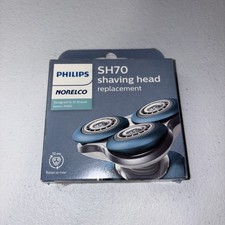 PHILIPS
NORELCO
SH70
shaving head
replacement